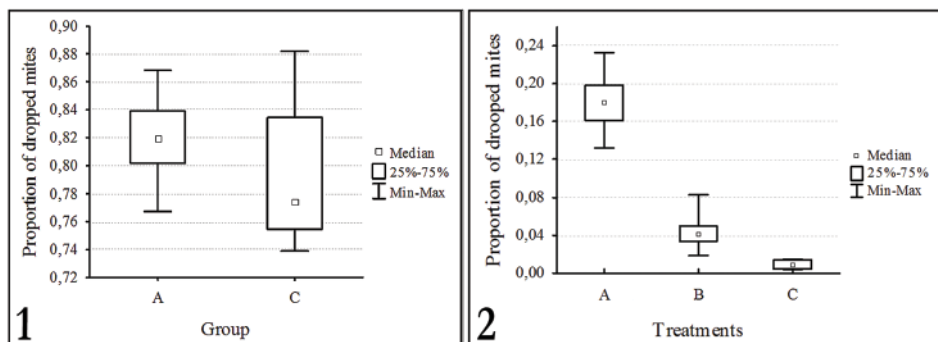 0,90
0,88
0,86
0,84
0,82
0,80
0,78
0,76
0,74
0,72
Proportion of dropped mites
A C
Group
Median
25%-75%
Min-Max
1
0,24
0,20
0,16
0,12
0,08
0,04
0,00
Proportion of drooped mites
A B C
Treatments
Median
25%-75%
Min-Max
2